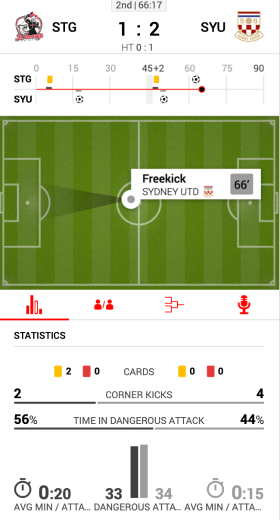 2nd | 66:17
STG 1 : 2 SYU
HT 0 : 1
0 15 30 45+2 60 75 90
STG
SYU
Freekick
SYDNEY UTD
66'
STATISTICS
2 0 CARDS 0 0
2 CORNER KICKS 4
56% TIME IN DANGEROUS ATTACK 44%
0:20 33 34 0:15
AVG MIN / ATTA... DANGEROUS ATTA... AVG MIN / ATTA...